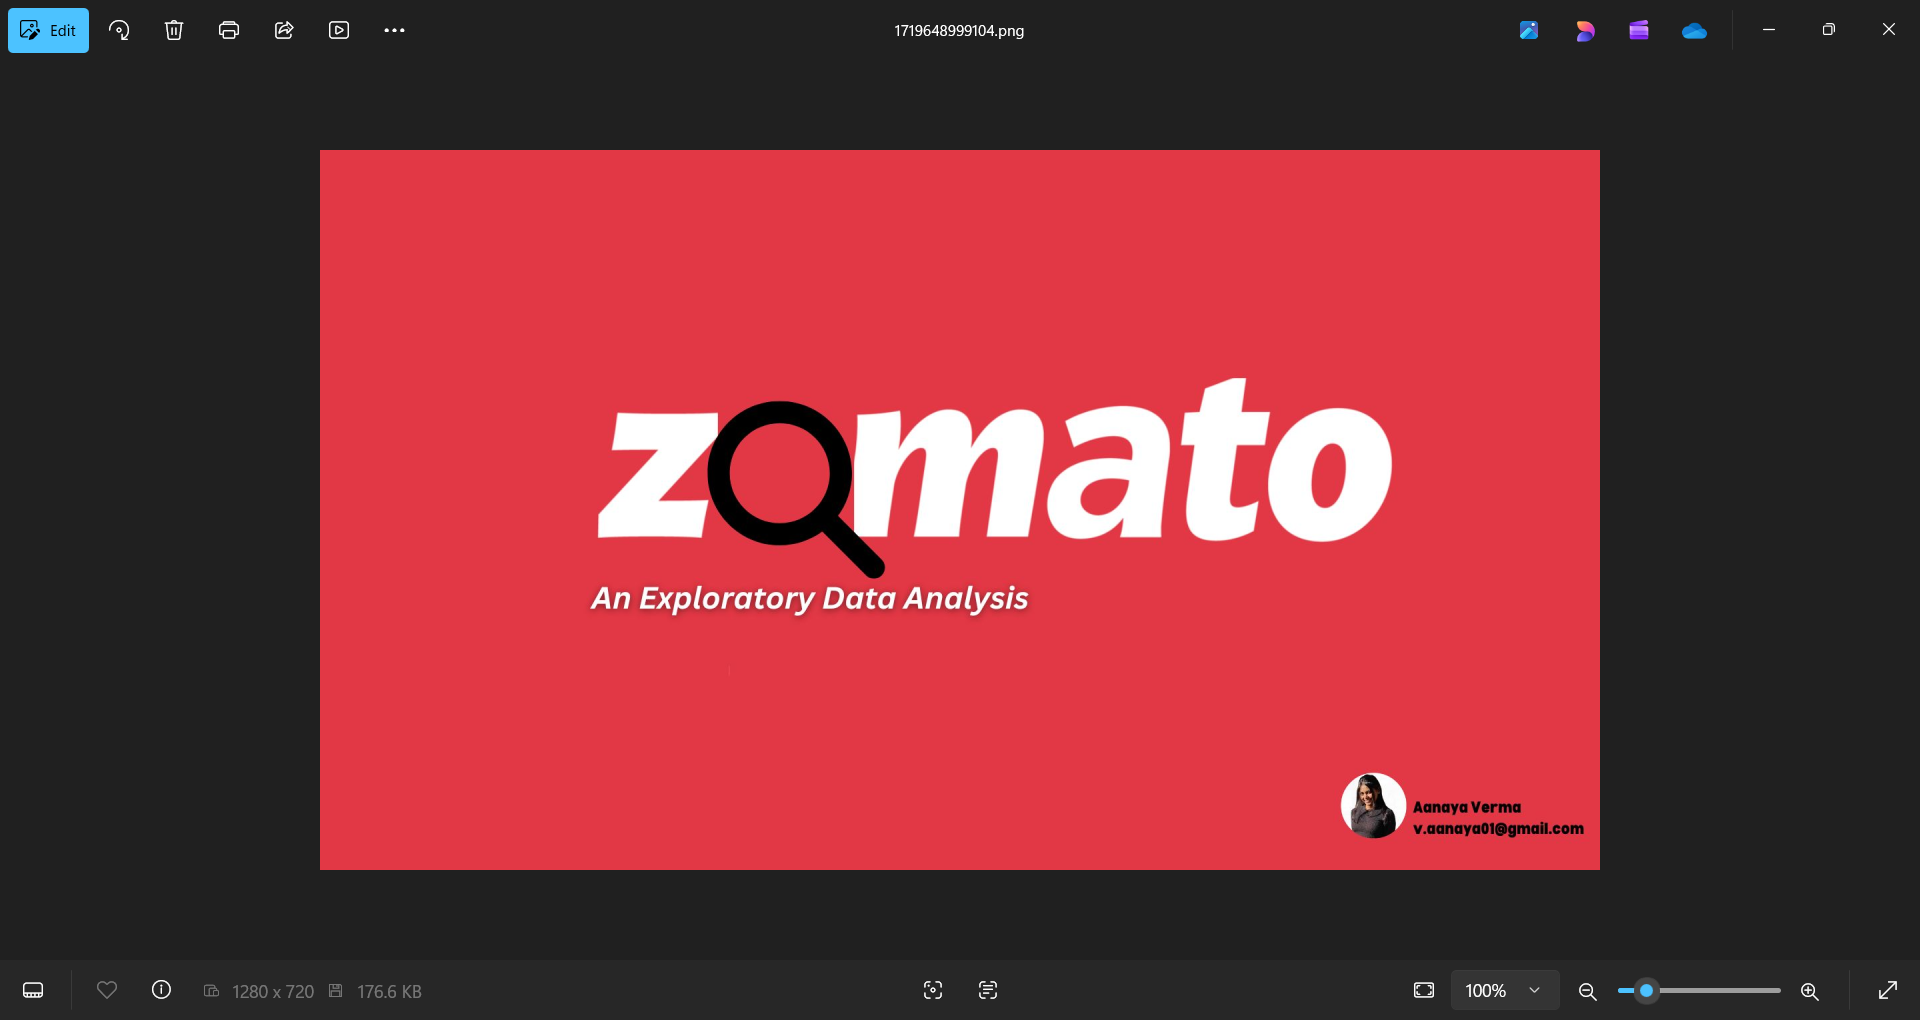 Edit
1719648999104.png
zomato
An Exploratory Data Analysis
Aanaya Verma
v.aanaya01@gmail.com
1280 x 720 176.6 KB
100%